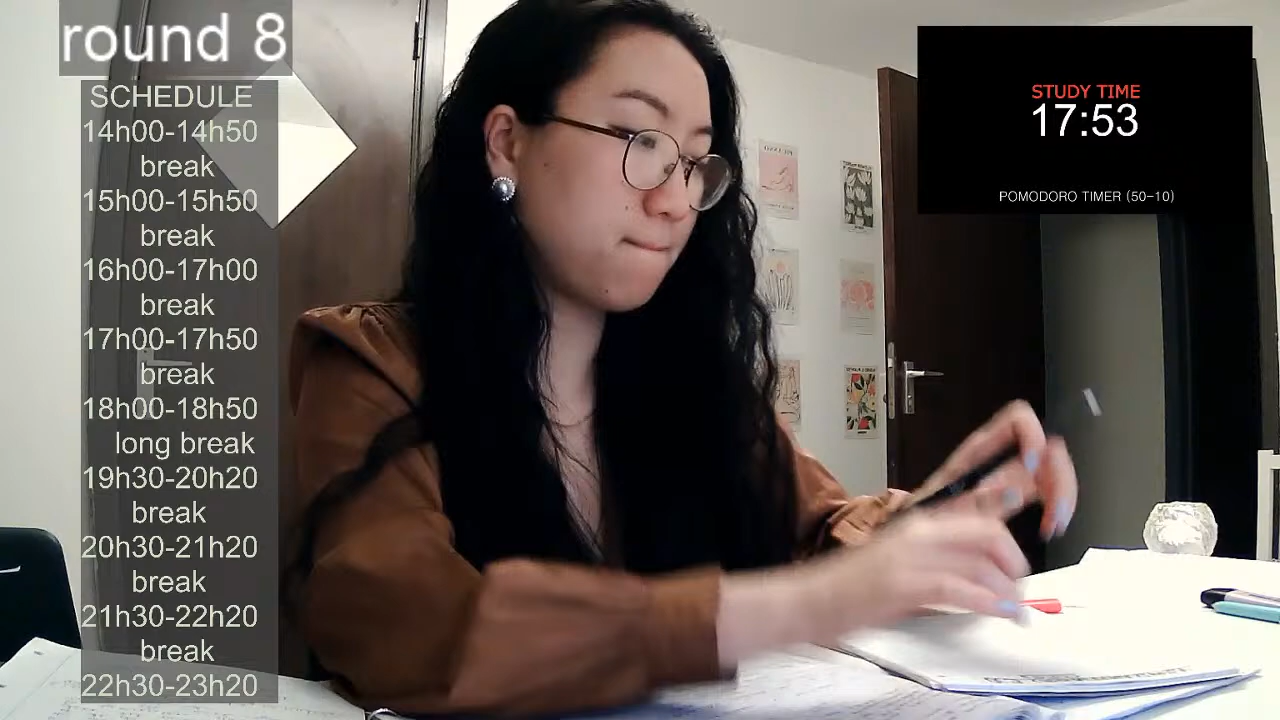 round 8
SCHEDULE
14h00-14h50
break
15h00-15h50
break
16h00-17h00
break
17h00-17h50
break
18h00-18h50
long break
19h30-20h20
break
20h30-21h20
break
21h30-22h20
break
22h30-23h20
STUDY TIME
17:53
POMODORO TIMER (50-10)